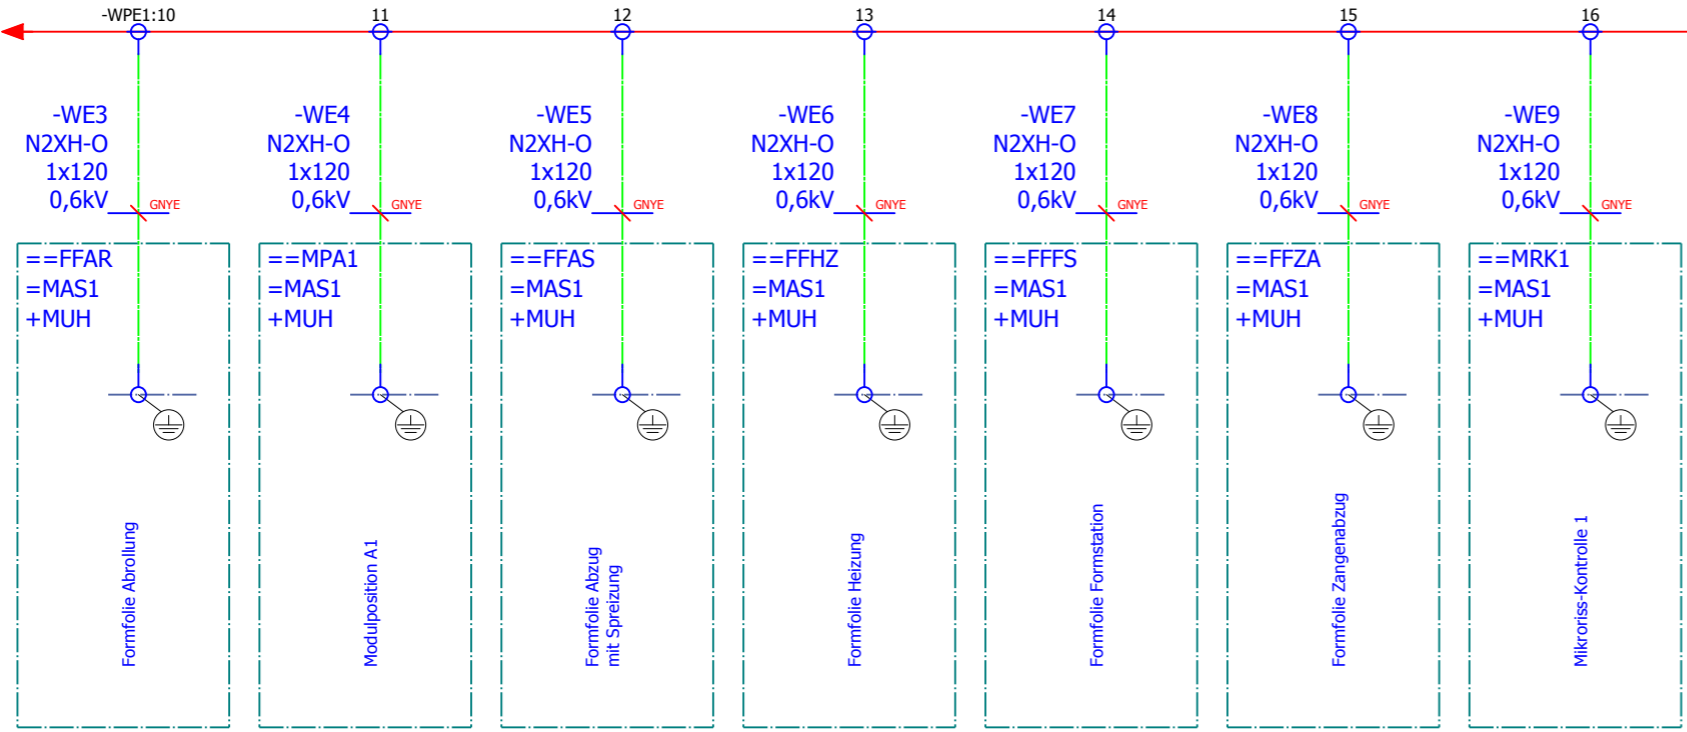 -WPE1:10
11
12
13
14
15
16
-WE3
N2XH-O
1x120
0,6kV
GNYE
-WE4
N2XH-O
1x120
0,6kV
GNYE
-WE5
N2XH-O
1x120
0,6kV
GNYE
-WE6
N2XH-O
1x120
0,6kV
GNYE
-WE7
N2XH-O
1x120
0,6kV
GNYE
-WE8
N2XH-O
1x120
0,6kV
GNYE
-WE9
N2XH-O
1x120
0,6kV
GNYE
==FFAR
=MAS1
+MUH
Formfolie Abrollung
==MPA1
=MAS1
+MUH
Modulposition A1
==FFAS
=MAS1
+MUH
Formfolie Abzug
mit Spreizung
==FFHZ
=MAS1
+MUH
Formfolie Heizung
==FFFS
=MAS1
+MUH
Formfolie Formstation
==FFZA
=MAS1
+MUH
Formfolie Zangenabzug
==MRK1
=MAS1
+MUH
Mikroriss-Kontrolle 1